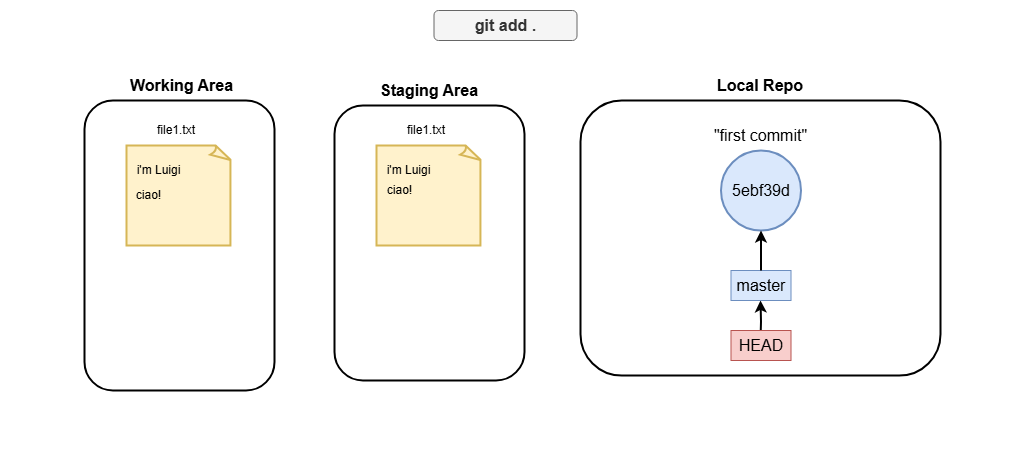 git add .
Working Area
Staging Area
Local Repo
file1.txt
i'm Luigi
ciao!
file1.txt
i'm Luigi
ciao!
"first commit"
5ebf39d
master
HEAD